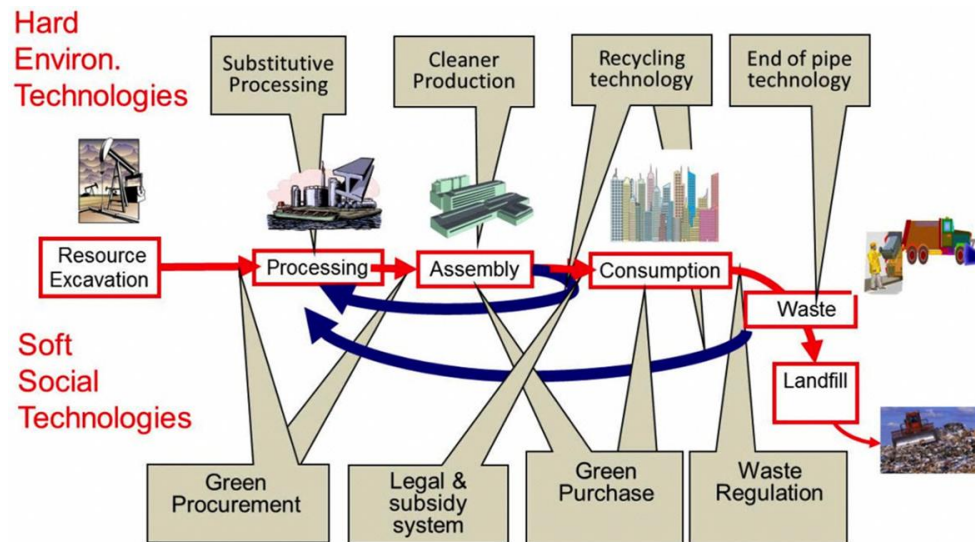 Hard
Environ.
Technologies
Substitutive
Processing
Cleaner
Production
Recycling
technology
End of pipe
technology
Resource
Excavation
Processing
Assembly
Consumption
Waste
Landfill
Soft
Social
Technologies
Green
Procurement
Legal &
subsidy
system
Green
Purchase
Waste
Regulation